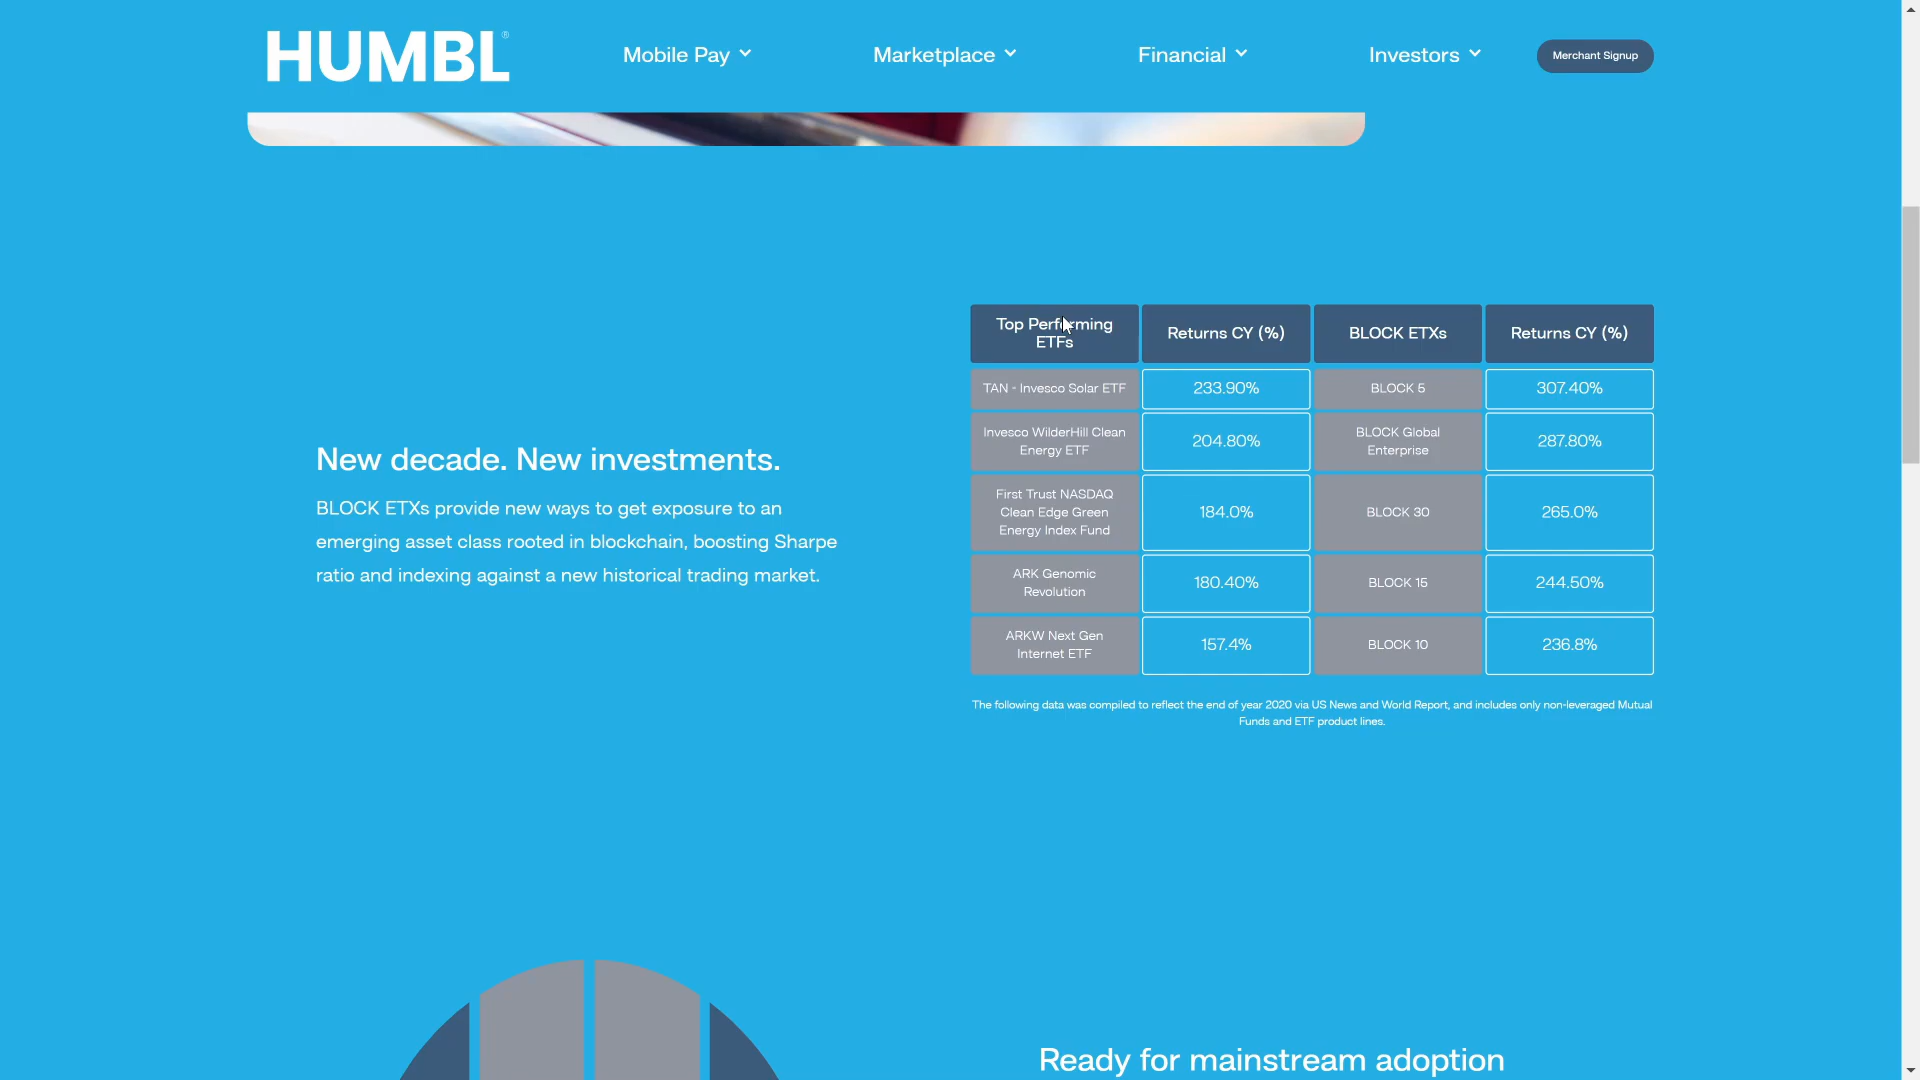 HUMBL®
Mobile Pay
Marketplace
Financial
Investors
Merchant Signup
New decade. New investments.
BLOCK ETXs provide new ways to get exposure to an
emerging asset class rooted in blockchain, boosting Sharpe
ratio and indexing against a new historical trading market.
Top Performing
ETFs
Returns CY (%)
BLOCK ETXs
Returns CY (%)
TAN - Invesco Solar ETF
233.90%
BLOCK 5
307.40%
Invesco WilderHill Clean
Energy ETF
204.80%
BLOCK Global
Enterprise
287.80%
First Trust NASDAQ
Clean Edge Green
Energy Index Fund
184.0%
BLOCK 30
265.0%
ARK Genomic
Revolution
180.40%
BLOCK 15
244.50%
ARKW Next Gen
Internet ETF
157.4%
BLOCK 10
236.8%
The following data was compiled to reflect the end of year 2020 via US News and World Report, and includes only non-leveraged Mutual
Funds and ETF product lines.
Ready for mainstream adoption